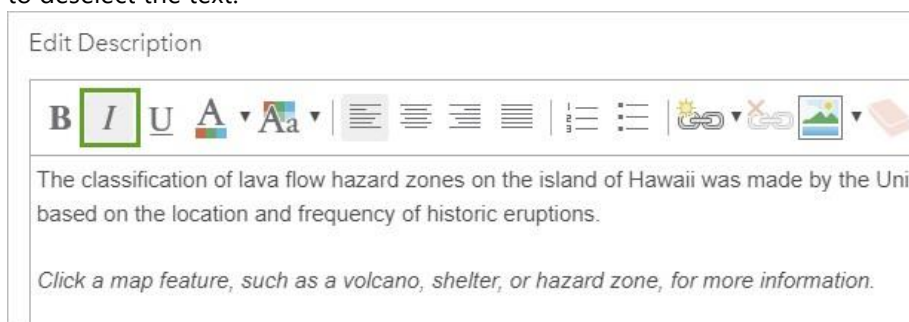 to deselect the text.
Edit Description
B I U A Aa
The classification of lava flow hazard zones on the island of Hawaii was made by the Uni
based on the location and frequency of historic eruptions.
Click a map feature, such as a volcano, shelter, or hazard zone, for more information.